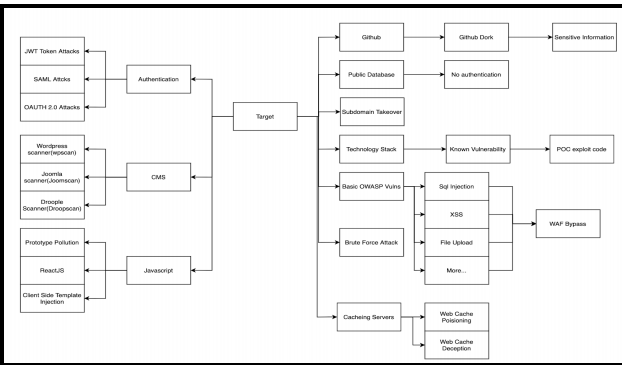 JWT Token Attacks
SAML Attcks
OAUTH 2.0 Attacks
Authentication
Wordpress
scanner(wpscan)
Joomla
scanner(Joomscan)
Droople
Scanner(Droopscan)
CMS
Prototype Pollution
ReactJS
Client Side Template
Injection
Javascript
Target
Github
Github Dork
Sensitive Information
Public Database
No authentication
Subdomain Takeover
Technology Stack
Known Vulnerability
POC exploit code
Basic OWASP Vulns
Sql Injection
XSS
File Upload
More...
WAF Bypass
Brute Force Attack
Cacheing Servers
Web Cache
Poisioning
Web Cache
Deception